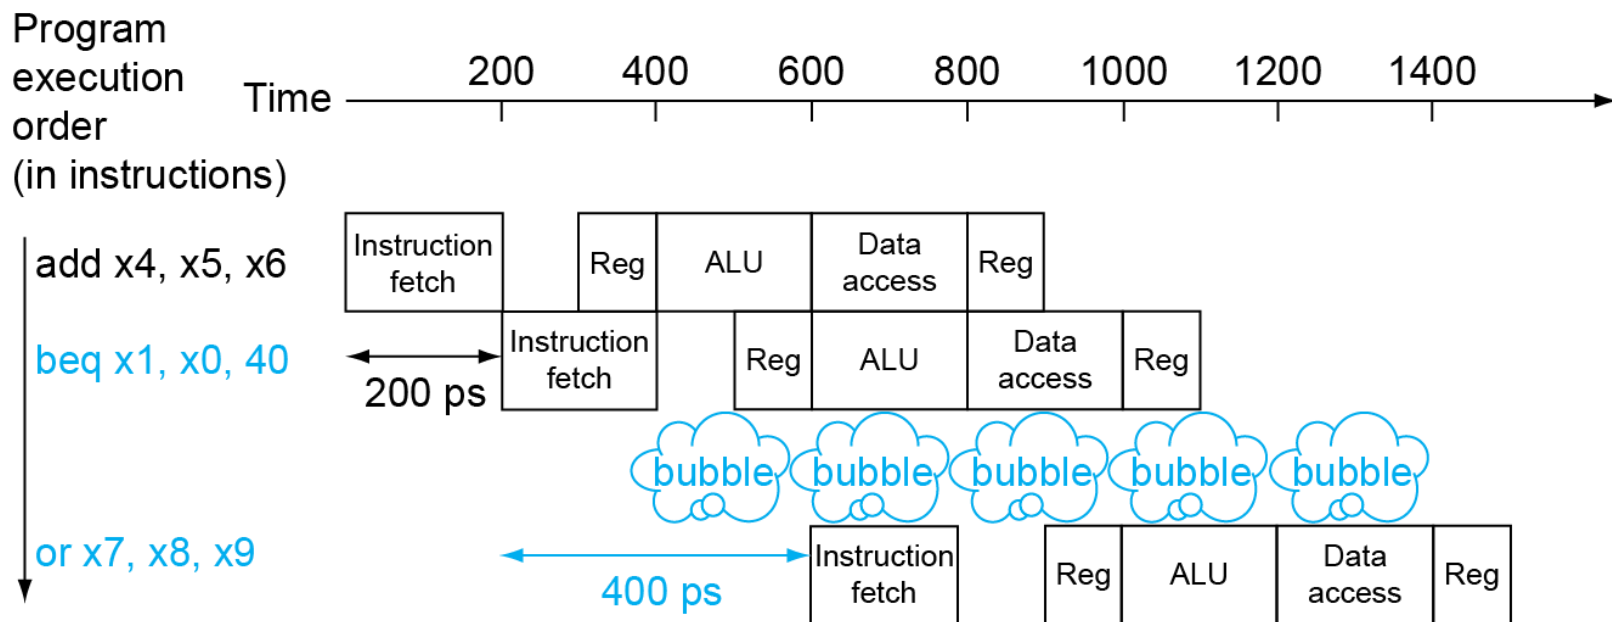 Program
execution
order
(in instructions)
Time
200 400 600 800 1000 1200 1400
add x4, x5, x6
Instruction
fetch
Reg
ALU
Data
access
Reg
beq x1, x0, 40
200 ps
Instruction
fetch
Reg
ALU
Data
access
Reg
bubble bubble bubble bubble bubble
or x7, x8, x9
400 ps
Instruction
fetch
Reg
ALU
Data
access
Reg